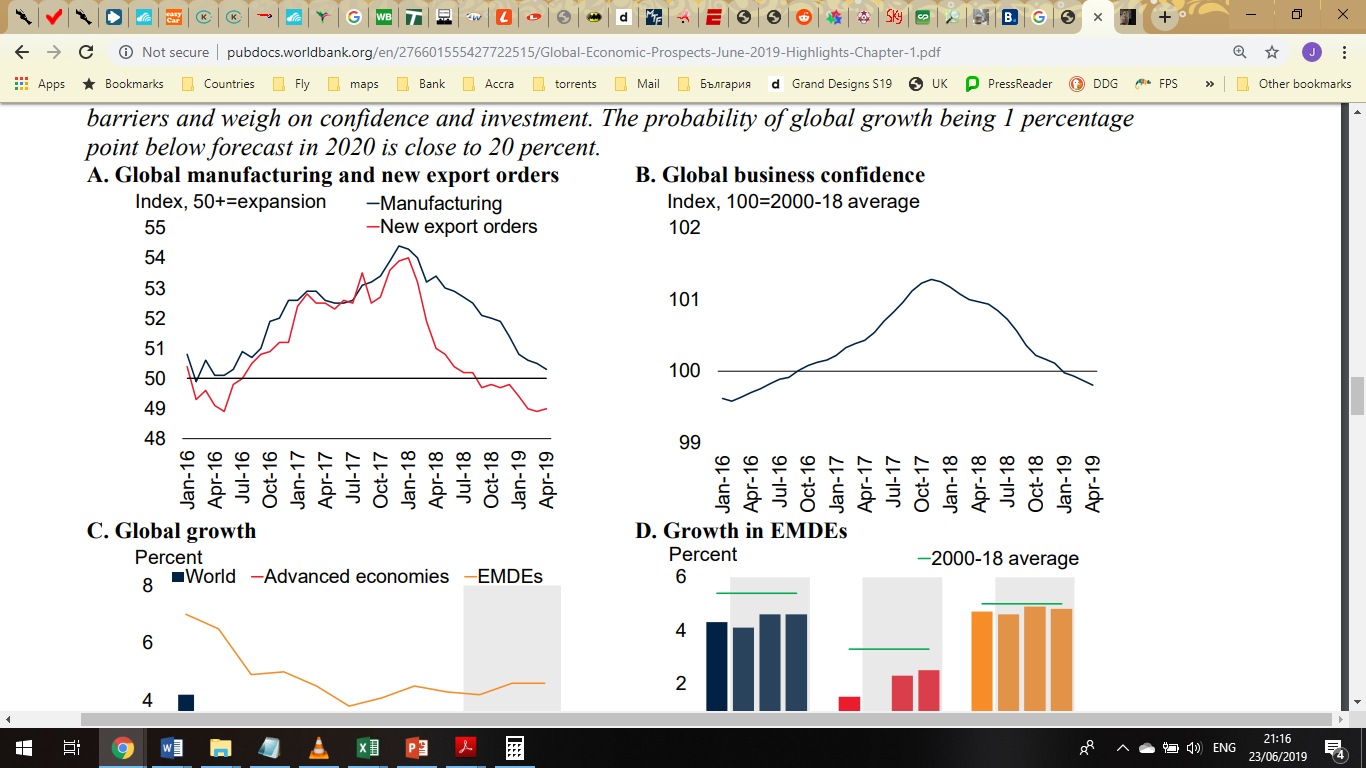 WB
easy Car
T
L
d
MTF
E
Sky
B.
G
Not secure | pubdocs.worldbank.org/en/276601555427722515/Global-Economic-Prospects-June-2019-Highlights-Chapter-1.pdf
J
Apps Bookmarks Countries Fly maps Bank Accra torrents Mail България d Grand Designs S19 UK PressReader DDG FPS » Other bookmarks
barriers and weigh on confidence and investment. The probability of global growth being 1 percentage
point below forecast in 2020 is close to 20 percent.
A. Global manufacturing and new export orders
Index, 50+=expansion
Manufacturing
New export orders
55
54
53
52
51
50
49
48
Jan-16 Apr-16 Jul-16 Oct-16 Jan-17 Apr-17 Jul-17 Oct-17 Jan-18 Apr-18 Jul-18 Oct-18 Jan-19 Apr-19
B. Global business confidence
Index, 100=2000-18 average
102
101
100
99
Jan-16 Apr-16 Jul-16 Oct-16 Jan-17 Apr-17 Jul-17 Oct-17 Jan-18 Apr-18 Jul-18 Oct-18 Jan-19 Apr-19
C. Global growth
Percent
World Advanced economies EMDEs
8
6
4
D. Growth in EMDEs
Percent
2000-18 average
6
4
2
ENG
21:16
23/06/2019
4